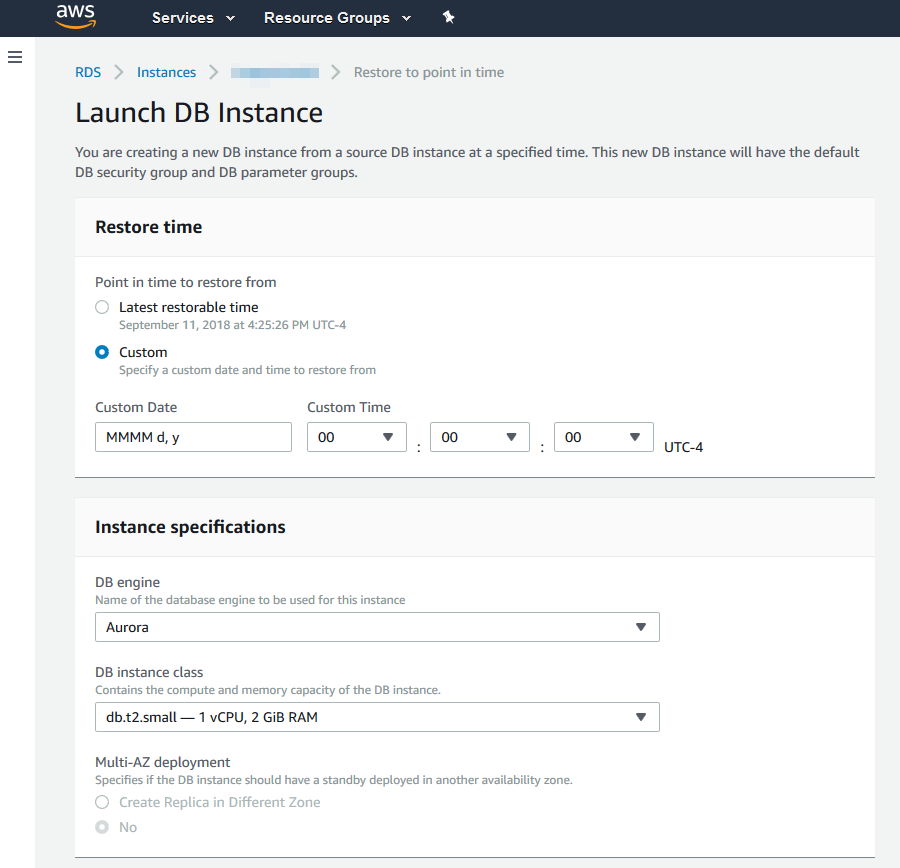 aws Services Resource Groups
RDS Instances Restore to point in time
Launch DB Instance
You are creating a new DB instance from a source DB instance at a specified time. This new DB instance will have the default
DB security group and DB parameter groups.
Restore time
Point in time to restore from
Latest restorable time
September 11, 2018 at 4:25:26 PM UTC-4
Custom
Specify a custom date and time to restore from
Custom Date Custom Time
MMMM d, y 00 : 00 : 00 UTC-4
Instance specifications
DB engine
Name of the database engine to be used for this instance
Aurora
DB instance class
Contains the compute and memory capacity of the DB instance.
db.t2.small — 1 vCPU, 2 GiB RAM
Multi-AZ deployment
Specifies if the DB instance should have a standby deployed in another availability zone.
Create Replica in Different Zone
No